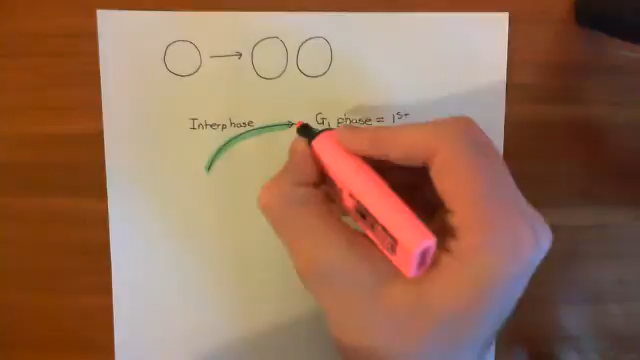 Interphase
G₁ phase = 1st